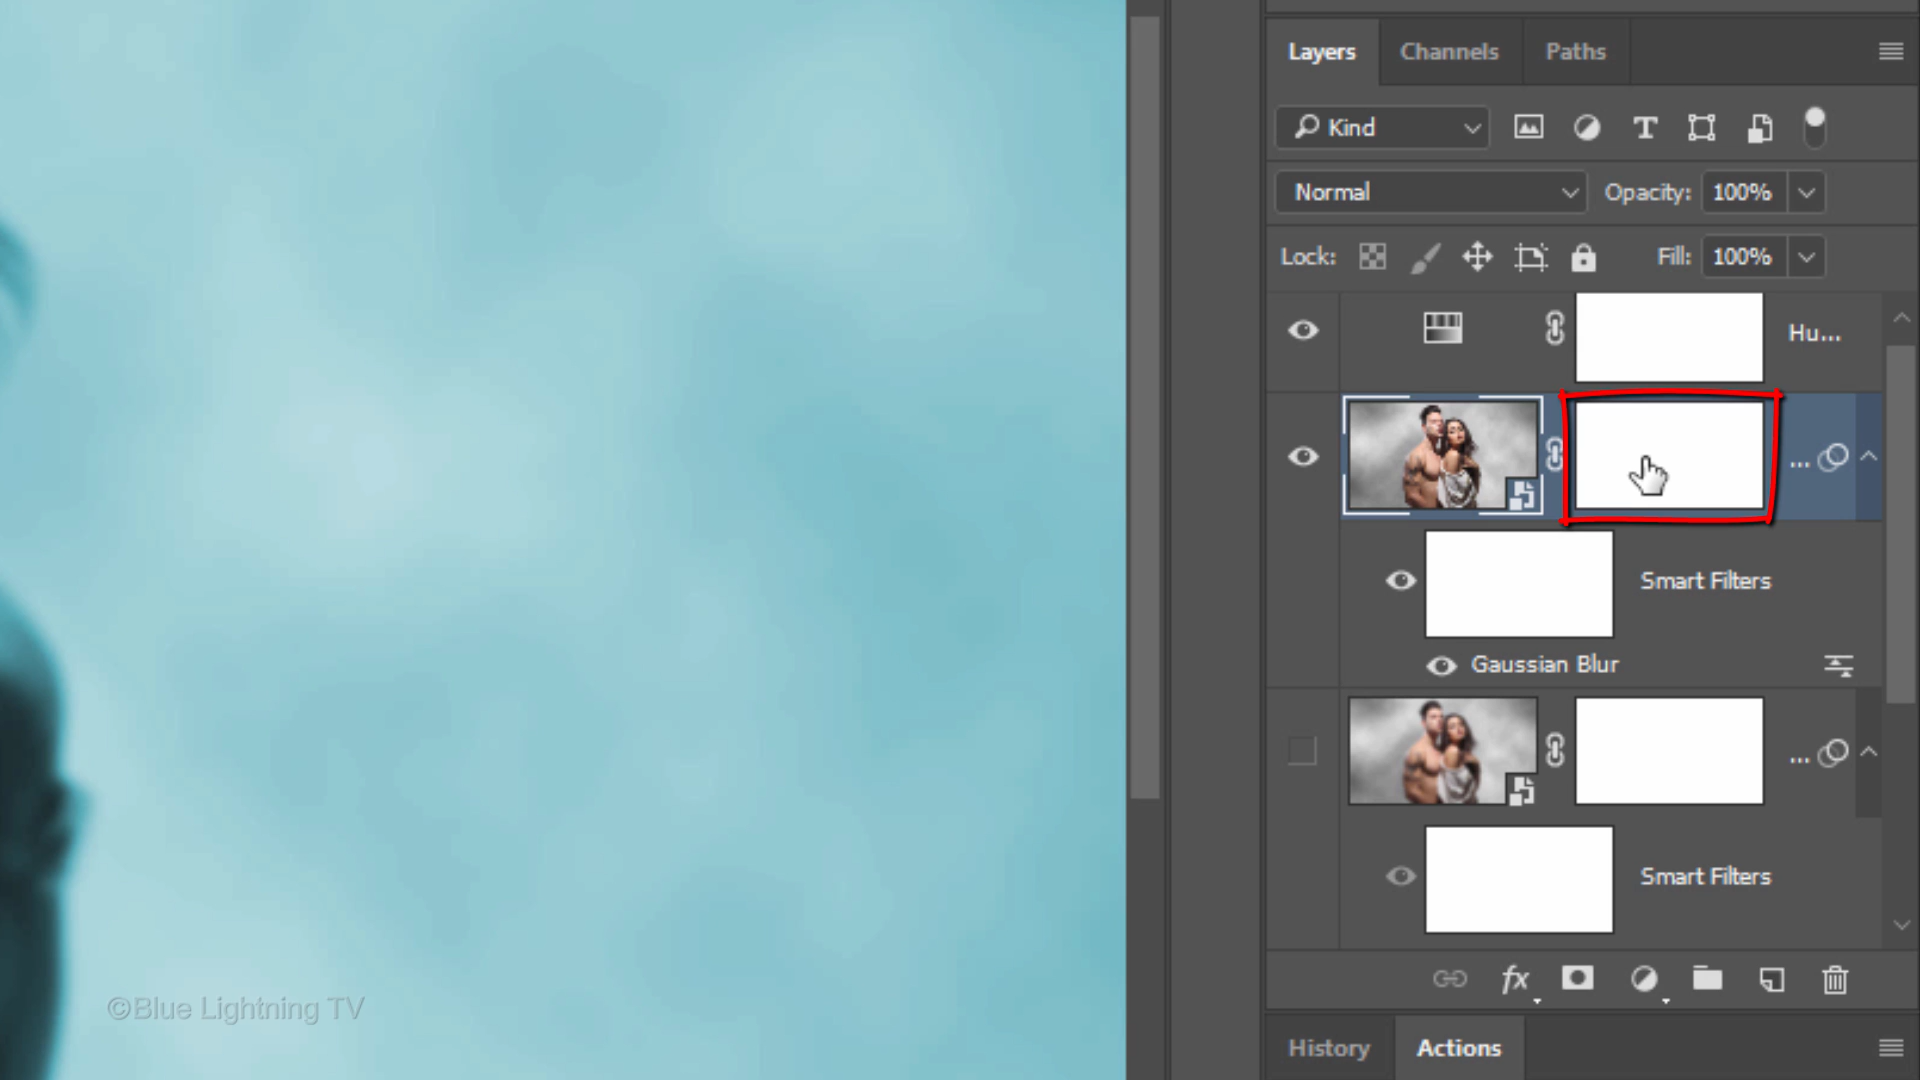 Layers Channels Paths
Kind
Normal Opacity: 100%
Lock: Fill: 100%
Hu...
...
Smart Filters
Gaussian Blur
...
Smart Filters
fx
©Blue Lightning TV
History Actions